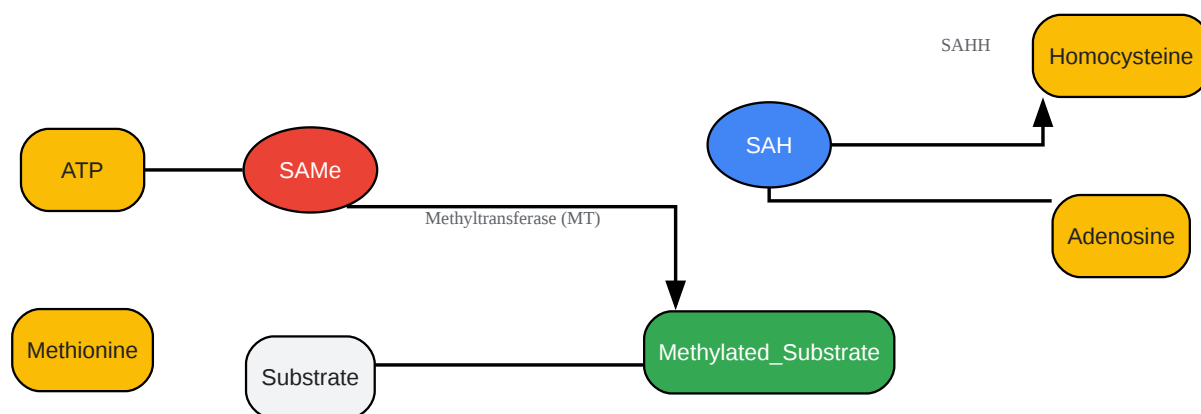 SAHH
Homocysteine
SAH
ATP
SAMe
Methyltransferase (MT)
Adenosine
Methionine
Substrate
Methylated_Substrate